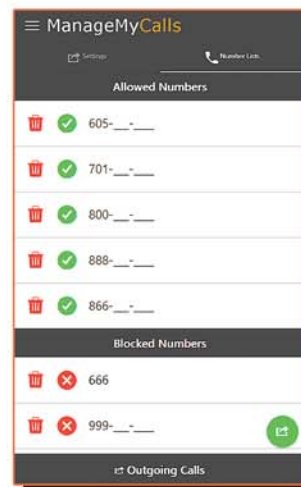 ManageMyCalls
Settings
Number Lists
Allowed Numbers
605-__-___
701-__-___
800-__-___
888-__-___
866-__-___
Blocked Numbers
666
999-__-___
Outgoing Calls